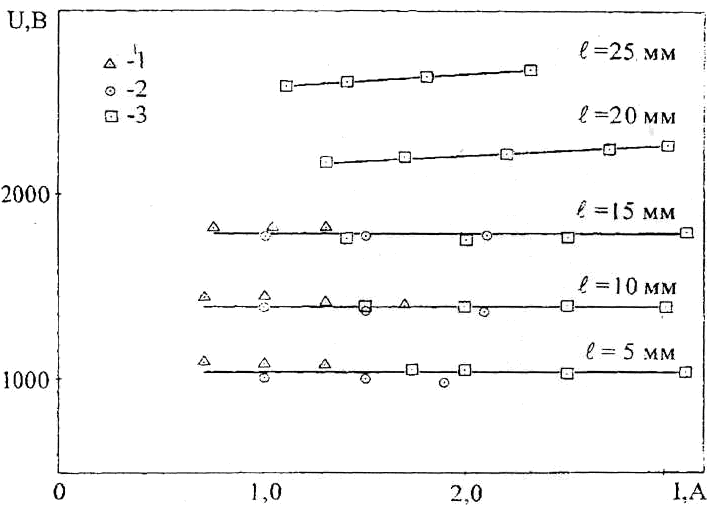 U,В
-1
-2
-3
ℓ =25 мм
ℓ =20 мм
2000
ℓ =15 мм
ℓ =10 мм
ℓ = 5 мм
1000
0
1,0
2,0
I,А